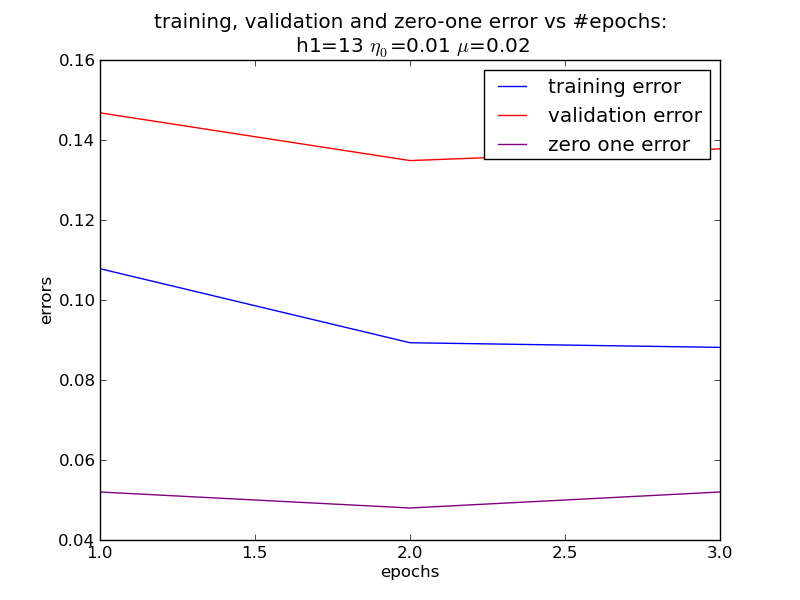 training, validation and zero-one error vs #epochs:
h1=13 η₀=0.01 μ=0.02
training error
validation error
zero one error
0.16
0.14
0.12
0.10
0.08
0.06
0.04
errors
1.0 1.5 2.0 2.5 3.0
epochs